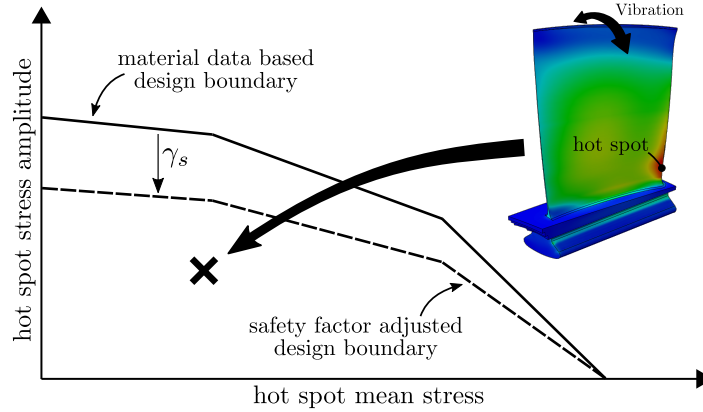 Vibration
hot spot
material data based
design boundary
γs
hot spot stress amplitude
safety factor adjusted
design boundary
hot spot mean stress